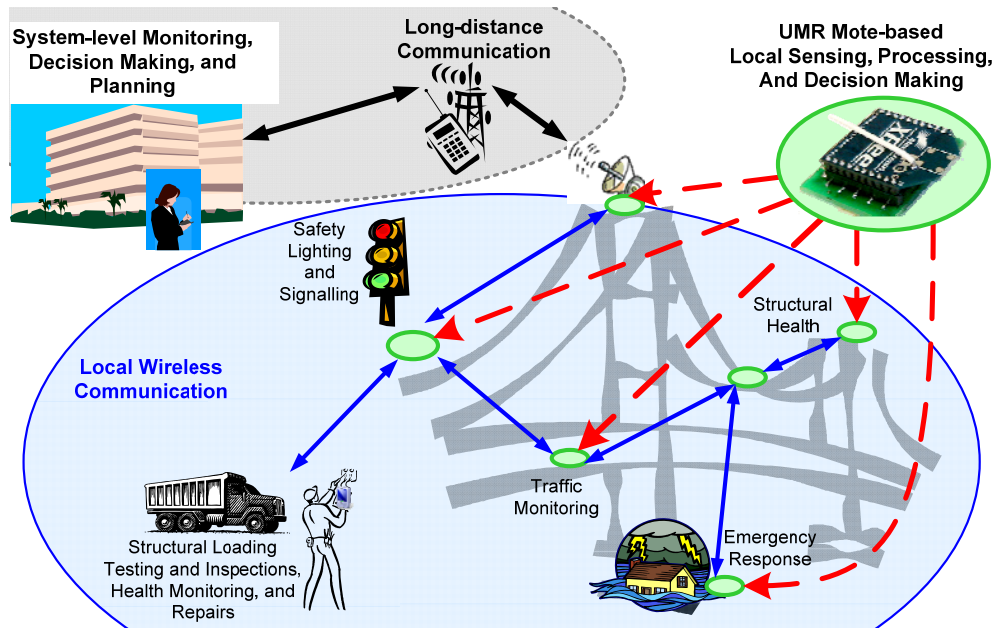 System-level Monitoring,
Decision Making, and
Planning
Long-distance
Communication
UMR Mote-based
Local Sensing, Processing,
And Decision Making
Safety
Lighting
and
Signalling
Structural
Health
Local Wireless
Communication
Traffic
Monitoring
Structural Loading
Testing and Inspections,
Health Monitoring, and
Repairs
Emergency
Response